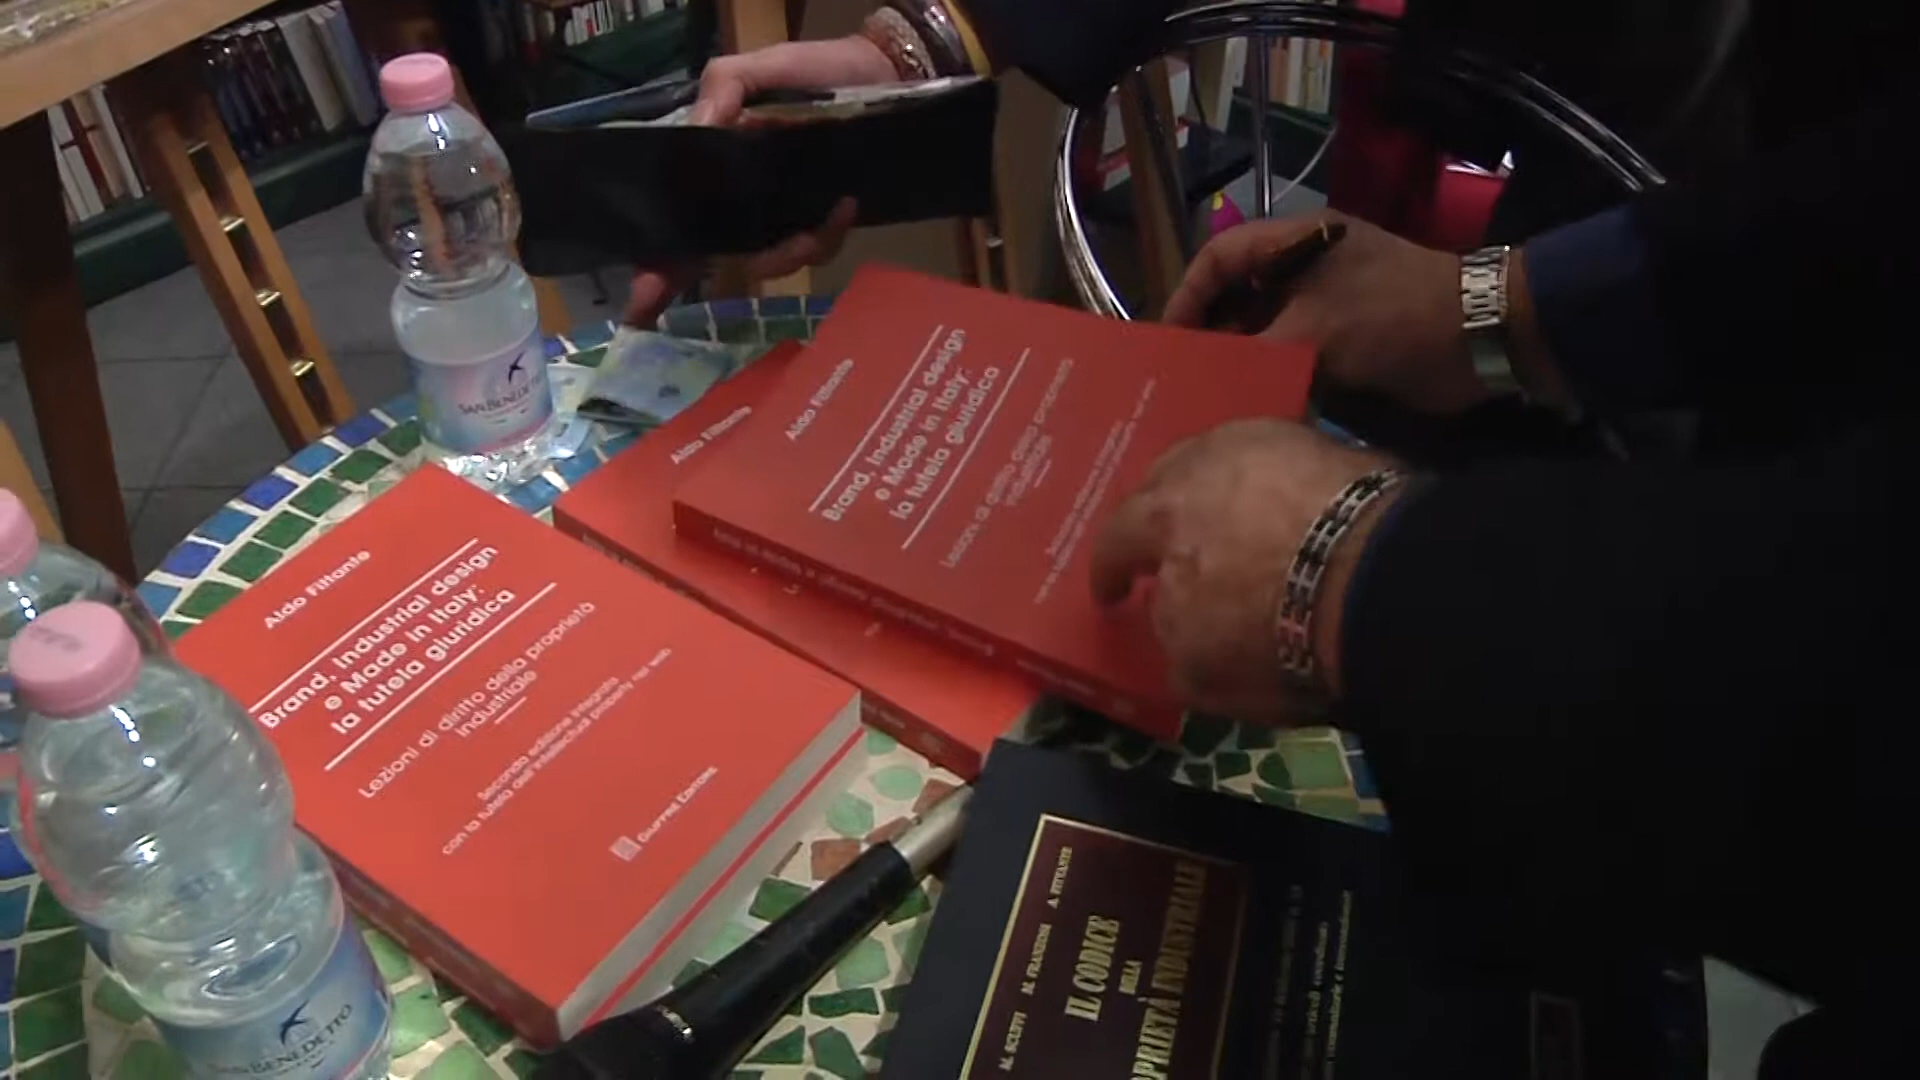 Aldo Fittante
Brand, Industrial design
e Made in Italy:
la tutela giuridica
Lezioni di diritto della proprietà
industriale
Seconda edizione integrata
con la tutela dell'intellectual property nel web
Giuffrè Editore
Aldo Fittante
Aldo Fittante
Brand, Industrial design
e Made in Italy:
la tutela giuridica
Lezioni di diritto della proprietà
industriale
SAN BENEDETTO
SAN BENEDETTO
M. SCUFFI M. FRANZOSI A. FITTANTE
IL CODICE
DELLA
PROPRIETÀ INDUSTRIALE